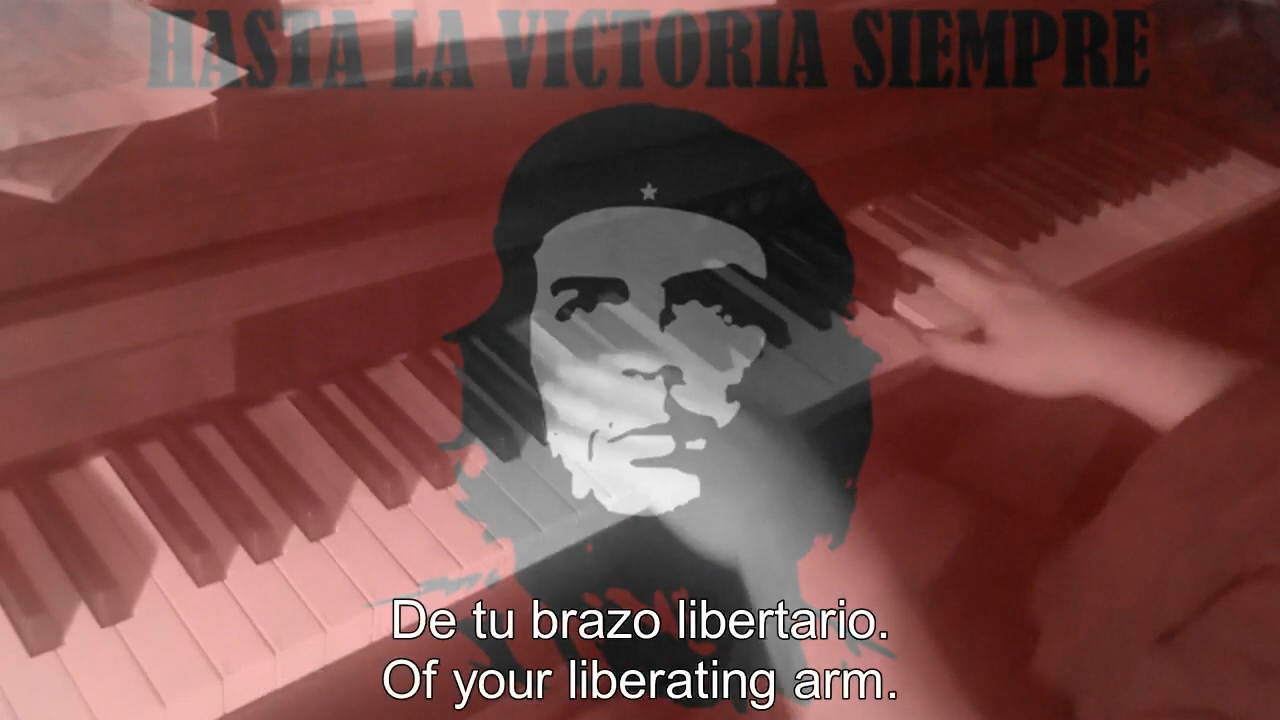 HASTA LA VICTORIA SIEMPRE
De tu brazo libertario.
Of your liberating arm.